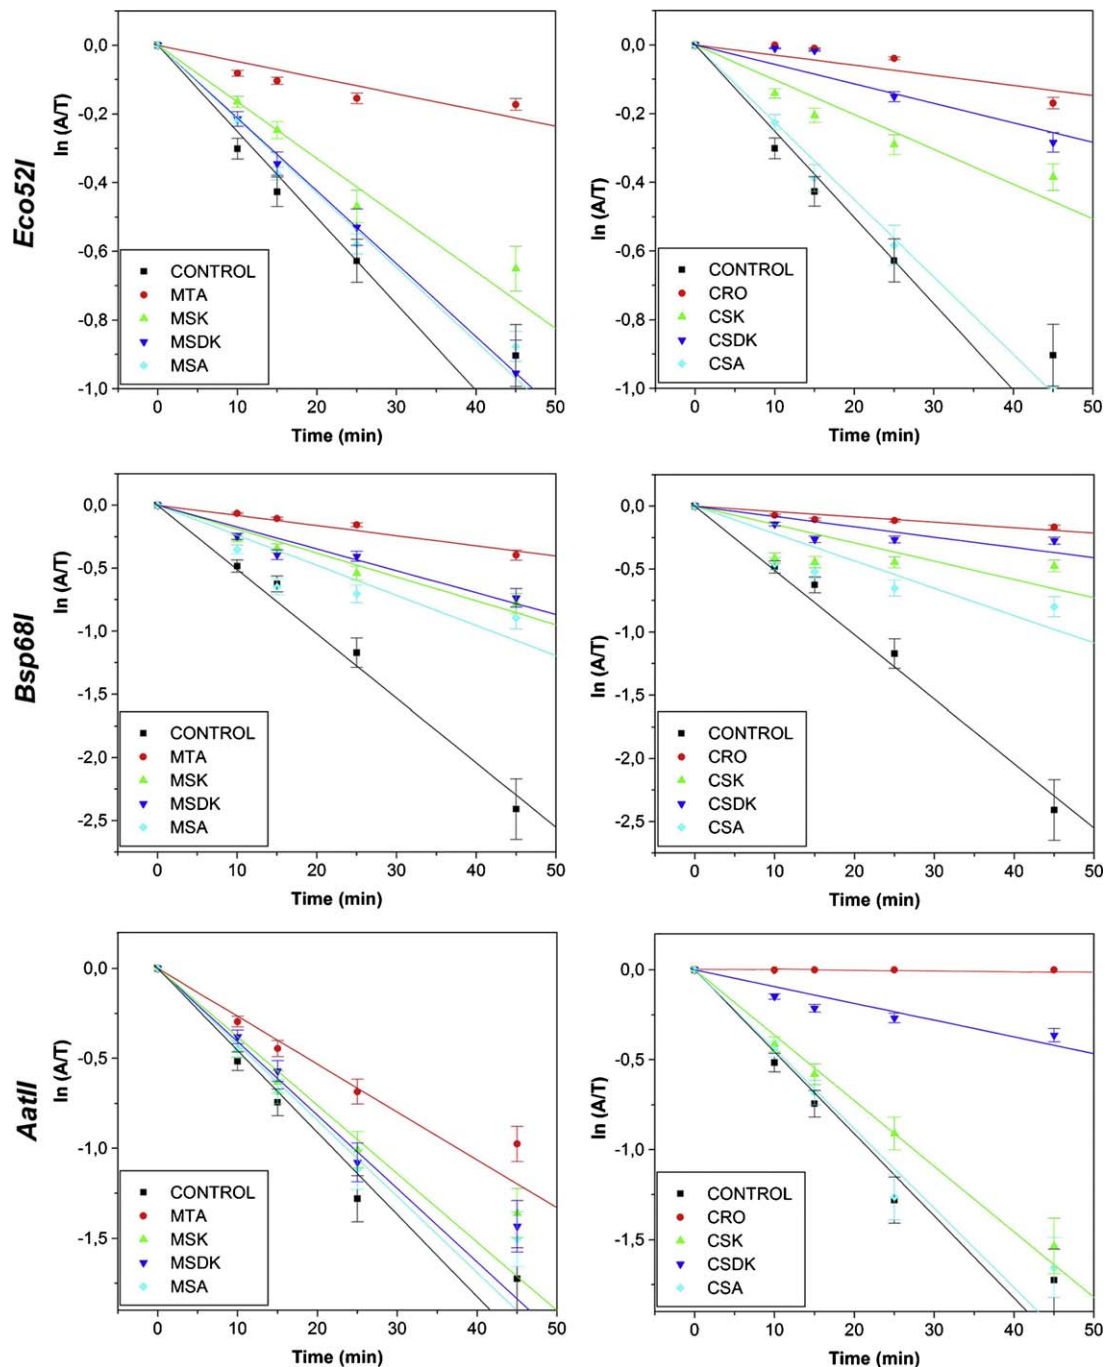 Eco52I
ln (A/T)
0,0
-0,2
-0,4
-0,6
-0,8
-1,0
CONTROL
MTA
MSK
MSDK
MSA
0 10 20 30 40 50
Time (min)
ln (A/T)
0,0
-0,2
-0,4
-0,6
-0,8
-1,0
CONTROL
CRO
CSK
CSDK
CSA
0 10 20 30 40 50
Time (min)
Bsp68I
ln (A/T)
0,0
-0,5
-1,0
-1,5
-2,0
-2,5
CONTROL
MTA
MSK
MSDK
MSA
0 10 20 30 40 50
Time (min)
ln (A/T)
0,0
-0,5
-1,0
-1,5
-2,0
-2,5
CONTROL
CRO
CSK
CSDK
CSA
0 10 20 30 40 50
Time (min)
AatII
ln (A/T)
0,0
-0,5
-1,0
-1,5
CONTROL
MTA
MSK
MSDK
MSA
0 10 20 30 40 50
Time (min)
ln (A/T)
0,0
-0,5
-1,0
-1,5
CONTROL
CRO
CSK
CSDK
CSA
0 10 20 30 40 50
Time (min)